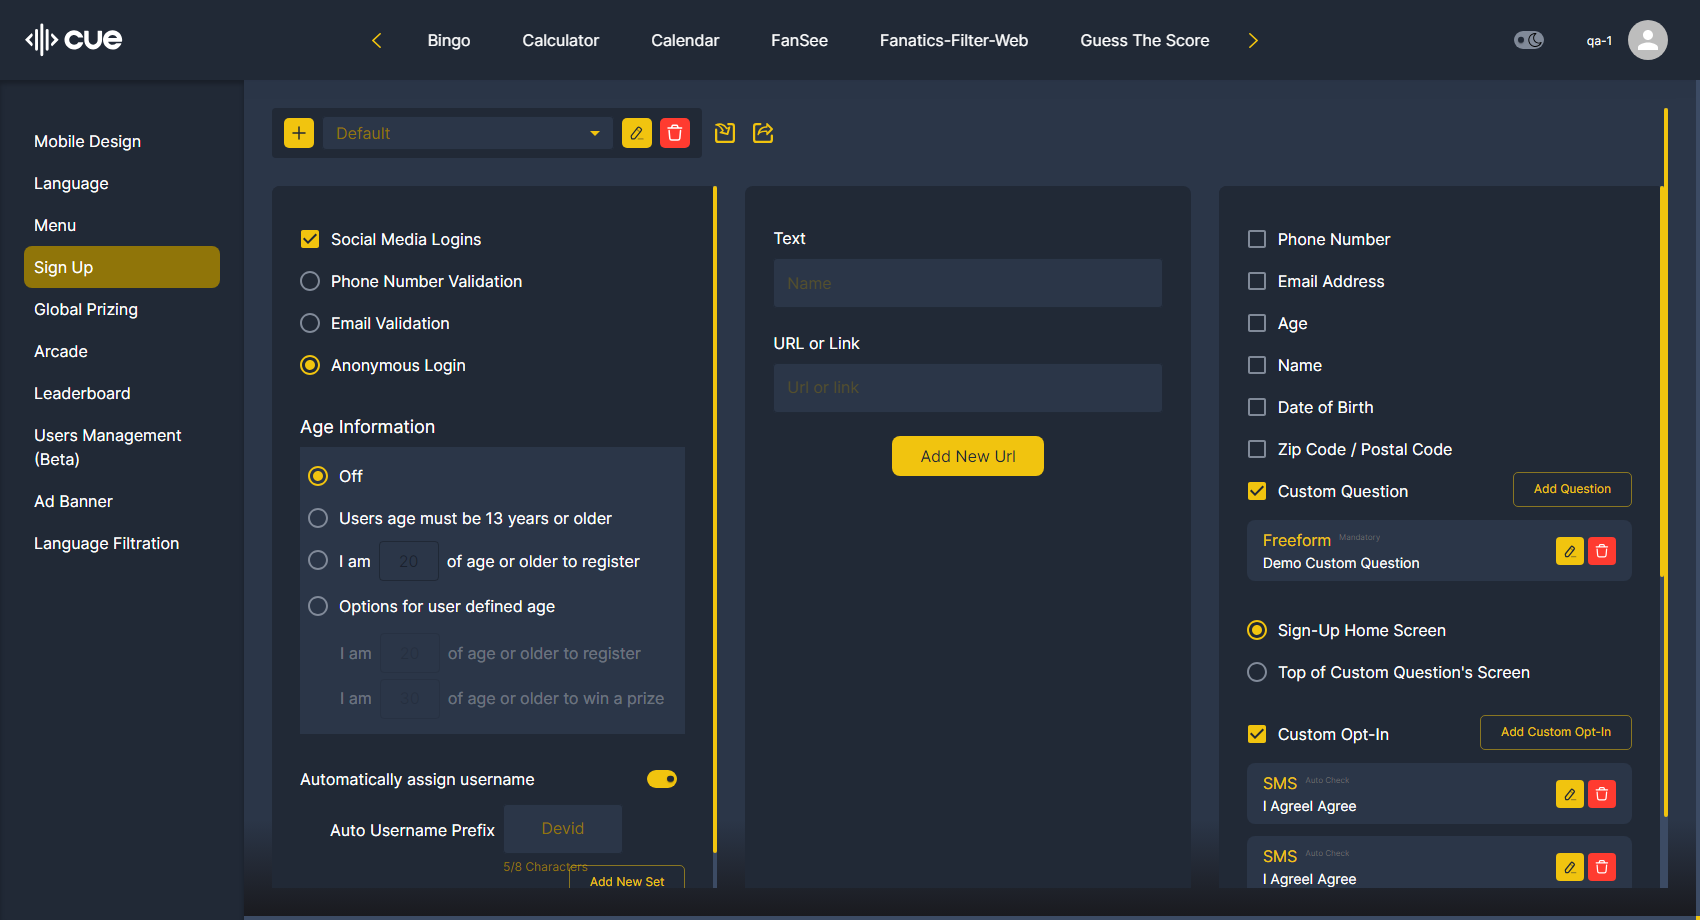 cue
Bingo
Calculator
Calendar
FanSee
Fanatics-Filter-Web
Guess The Score
qa-1
Mobile Design
Language
Menu
Sign Up
Global Prizing
Arcade
Leaderboard
Users Management
(Beta)
Ad Banner
Language Filtration
Default
Social Media Logins
Phone Number Validation
Email Validation
Anonymous Login
Age Information
Off
Users age must be 13 years or older
I am 20 of age or older to register
Options for user defined age
I am 20 of age or older to register
I am 30 of age or older to win a prize
Automatically assign username
Auto Username Prefix Devid
5/8 Characters
Add New Set
Text
Name
URL or Link
Url or link
Add New Url
Phone Number
Email Address
Age
Name
Date of Birth
Zip Code / Postal Code
Custom Question Add Question
Freeform Mandatory
Demo Custom Question
Sign-Up Home Screen
Top of Custom Question's Screen
Custom Opt-In Add Custom Opt-In
SMS Auto Check
I AgreeI Agree
SMS Auto Check
I AgreeI Agree